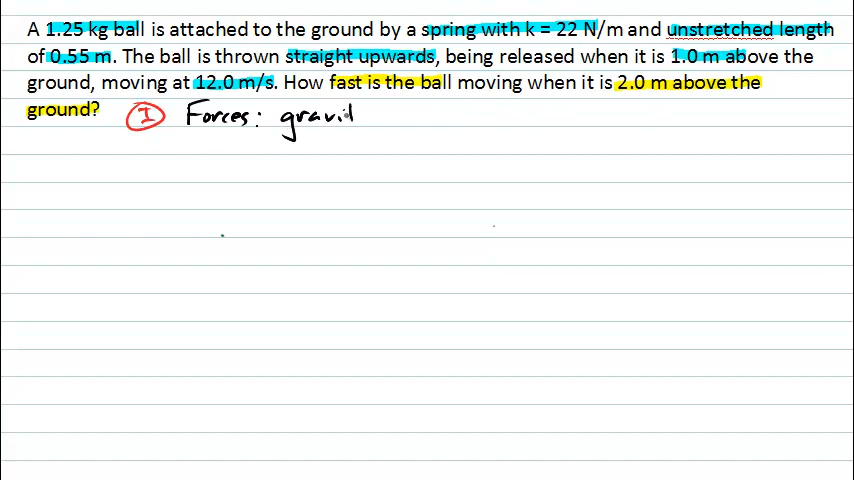 A 1.25 kg ball is attached to the ground by a spring with k = 22 N/m and unstretched length
of 0.55 m. The ball is thrown straight upwards, being released when it is 1.0 m above the
ground, moving at 12.0 m/s. How fast is the ball moving when it is 2.0 m above the
ground? I Forces: gravi